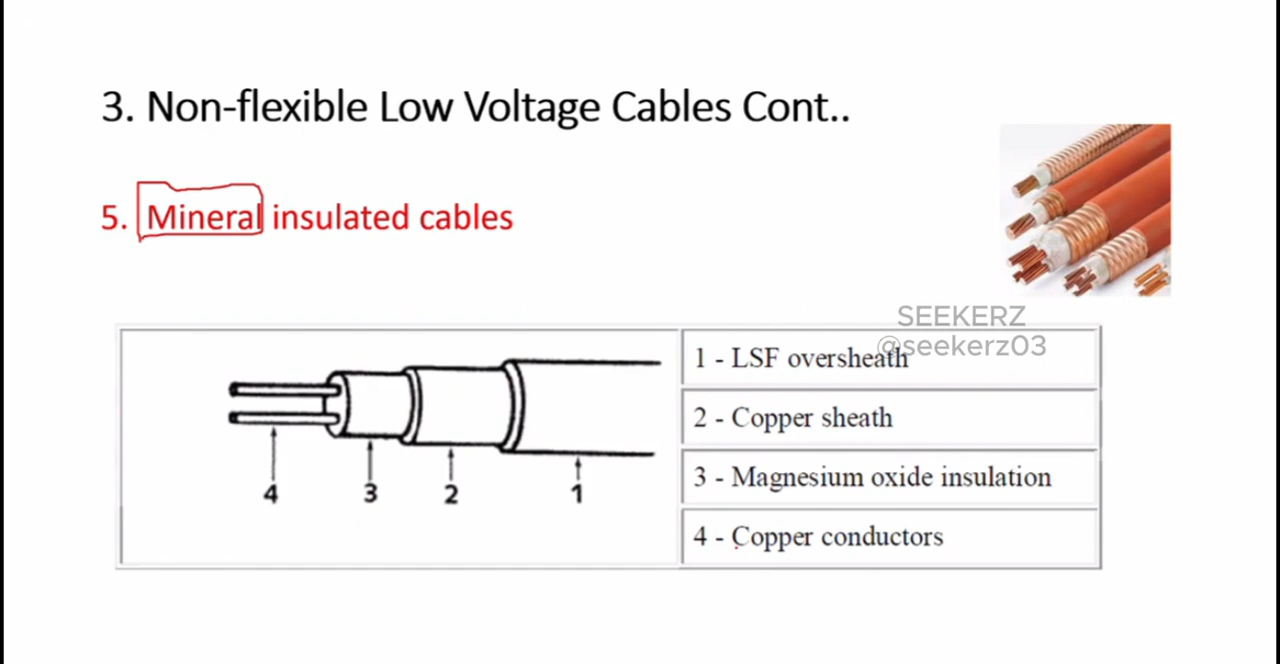 3. Non-flexible Low Voltage Cables Cont..
5. Mineral insulated cables
SEEKERZ
@seekerz03
1 - LSF oversheath
2 - Copper sheath
3 - Magnesium oxide insulation
4 - Copper conductors
4 3 2 1